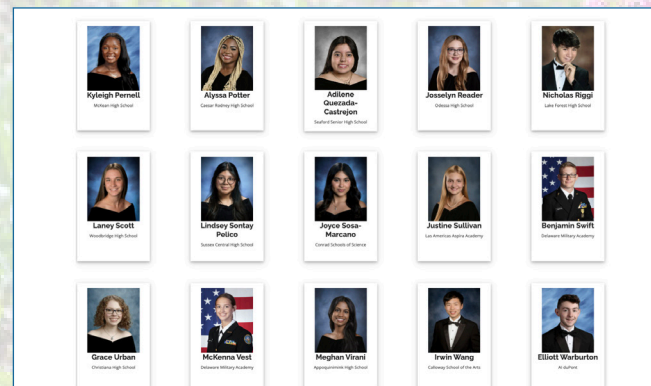 Kyleigh Pernell
Mohean High School
Alyssa Potter
Caesar Rodney High School
Adilene
Quezada-
Castrejon
Seaford Senior High School
Josselyn Reader
Odessa High School
Nicholas Riggi
Lake Forest High School
Laney Scott
Woodbridge High School
Lindsey Sontay
Pelico
Sussex Central High School
Joyce Sosa-
Marcano
Conrad Schools of Science
Justine Sullivan
Las Americas Aspira Academy
Benjamin Swift
Delaware Military Academy
Grace Urban
Christiana High School
McKenna Vest
Delaware Military Academy
Meghan Virani
Appoquinimink High School
Irwin Wang
Calloway School of the Arts
Elliott Warburton
AI duPont